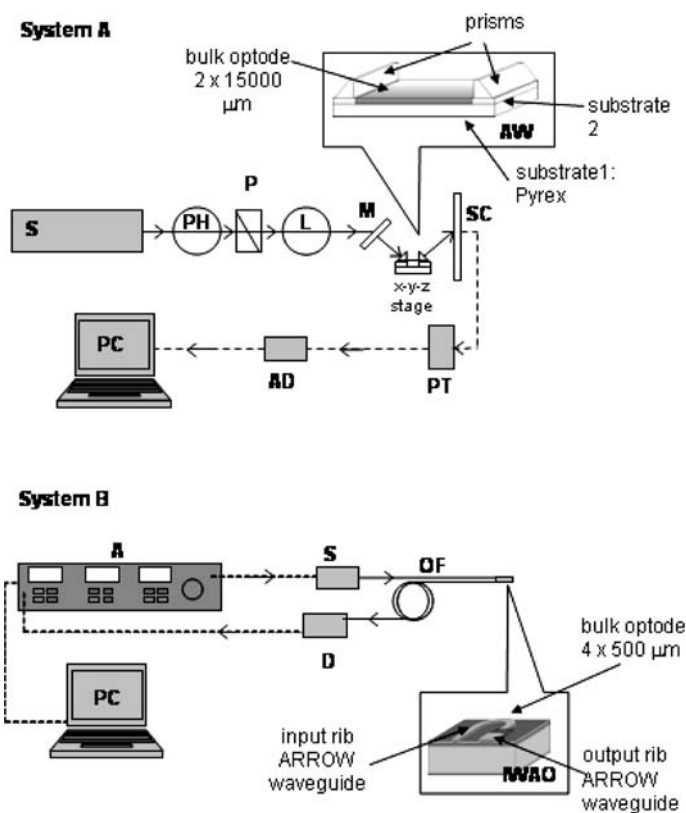 System A
prisms
bulk optode
2 x 15000
µm
substrate
2
AW
substrate1:
Pyrex
P
M
SC
S
PH
L
x-y-z
stage
PC
AD
PT
System B
A
S
OF
D
bulk optode
4 x 500 µm
PC
input rib
ARROW
waveguide
IWAO
output rib
ARROW
waveguide